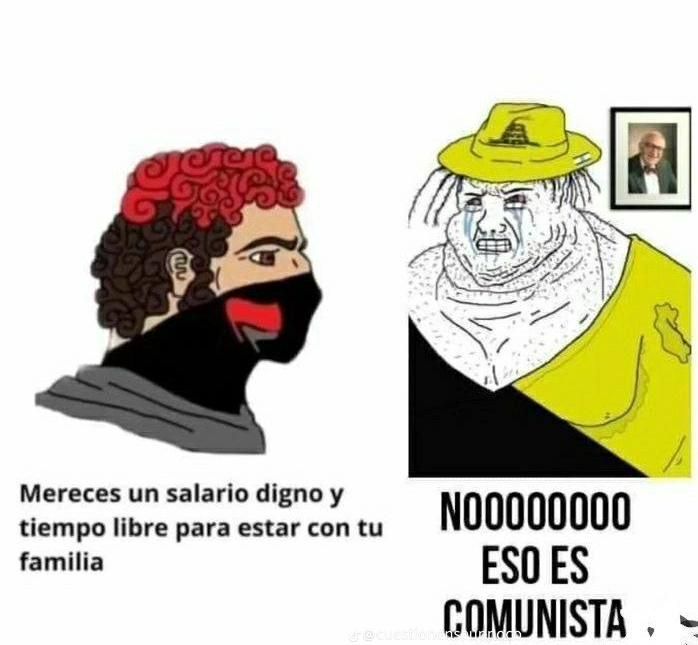 Mereces un salario digno y
tiempo libre para estar con tu
familia
NOOOOOOOO
ESO ES
COMUNISTA